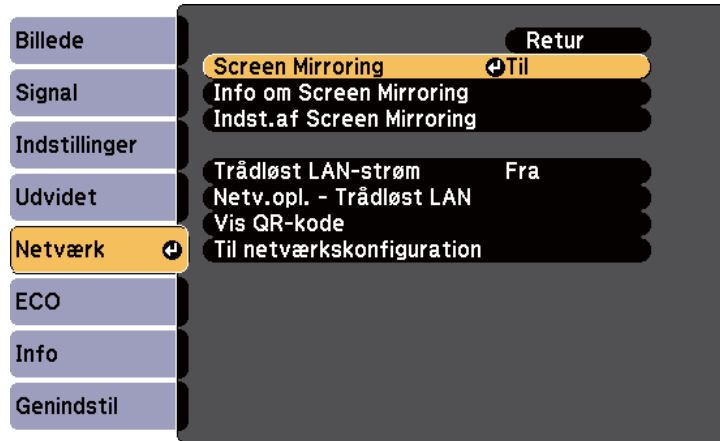 Billede
Signal
Indstillinger
Udvidet
Netværk
ECO
Info
Genindstil
Retur
Screen Mirroring Til
Info om Screen Mirroring
Indst.af Screen Mirroring
Trådløst LAN-strøm Fra
Netv.opl. - Trådløst LAN
Vis QR-kode
Til netværkskonfiguration